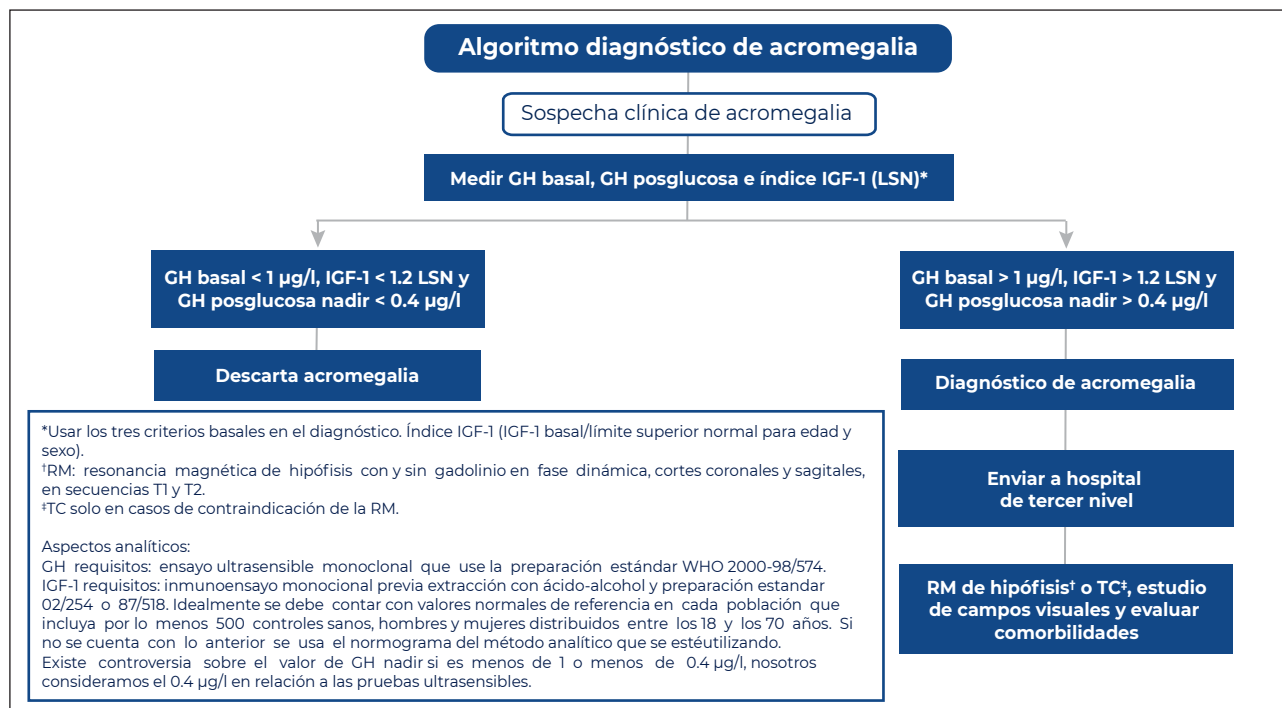 Algoritmo diagnóstico de acromegalia
Sospecha clínica de acromegalia
Medir GH basal, GH posglucosa e índice IGF-1 (LSN)*
GH basal < 1 µg/l, IGF-1 < 1.2 LSN y
GH posglucosa nadir < 0.4 µg/l
Descarta acromegalia
GH basal > 1 µg/l, IGF-1 > 1.2 LSN y
GH posglucosa nadir > 0.4 µg/l
Diagnóstico de acromegalia
Enviar a hospital
de tercer nivel
RM de hipófisis† o TC‡, estudio
de campos visuales y evaluar
comorbilidades
*Usar los tres criterios basales en el diagnóstico. Índice IGF-1 (IGF-1 basal/límite superior normal para edad y
sexo).
†RM: resonancia magnética de hipófisis con y sin gadolinio en fase dinámica, cortes coronales y sagitales,
en secuencias T1 y T2.
‡TC solo en casos de contraindicación de la RM.
Aspectos analíticos:
GH requisitos: ensayo ultrasensible monoclonal que use la preparación estándar WHO 2000-98/574.
IGF-1 requisitos: inmunoensayo monocional previa extracción con ácido-alcohol y preparación estandar
02/254 o 87/518. Idealmente se debe contar con valores normales de referencia en cada población que
incluya por lo menos 500 controles sanos, hombres y mujeres distribuidos entre los 18 y los 70 años. Si
no se cuenta con lo anterior se usa el normograma del método analítico que se estéutilizando.
Existe controversia sobre el valor de GH nadir si es menos de 1 o menos de 0.4 µg/l, nosotros
consideramos el 0.4 µg/l en relación a las pruebas ultrasensibles.